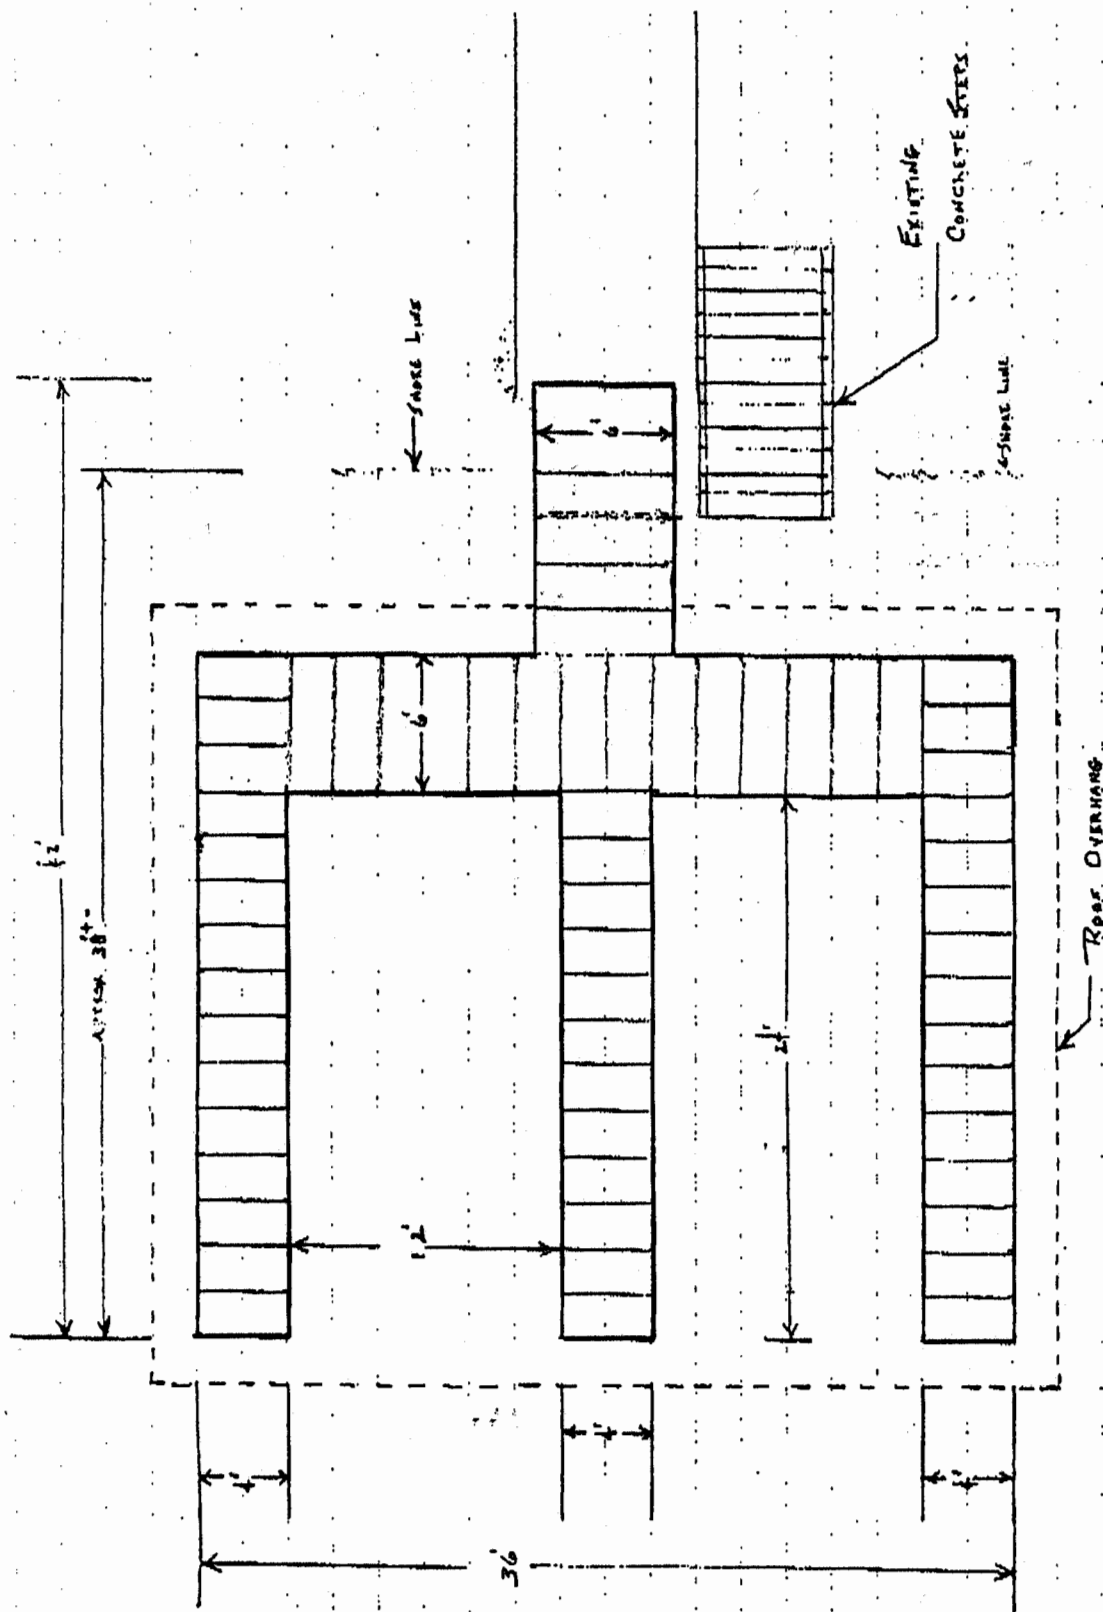 42'
APPROX 38'+-
SHORE LINE
EXISTING
CONCRETE STEPS
6'
SHORE LINE
6'
24'
12'
ROOF OVERHANG
4'
4'
4'
36'